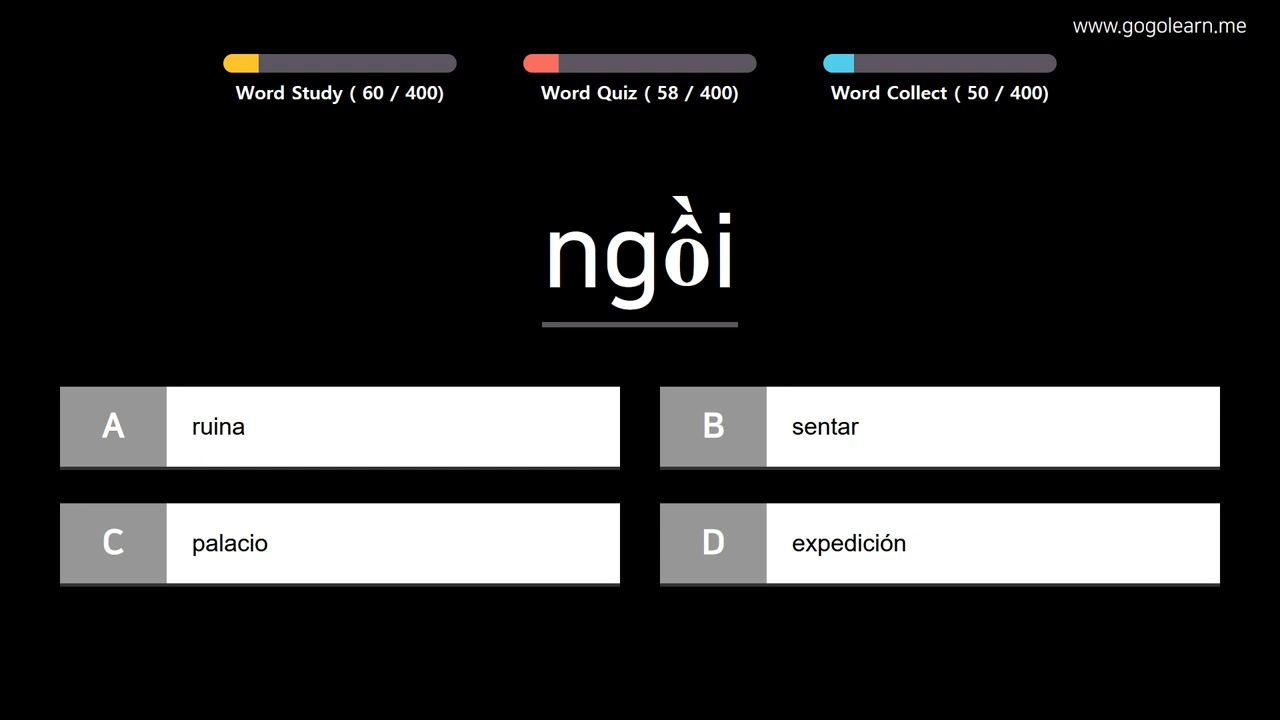 www.gogolearn.me
Word Study ( 60 / 400)
Word Quiz ( 58 / 400)
Word Collect ( 50 / 400)
ngồi
A ruina
B sentar
C palacio
D expedición